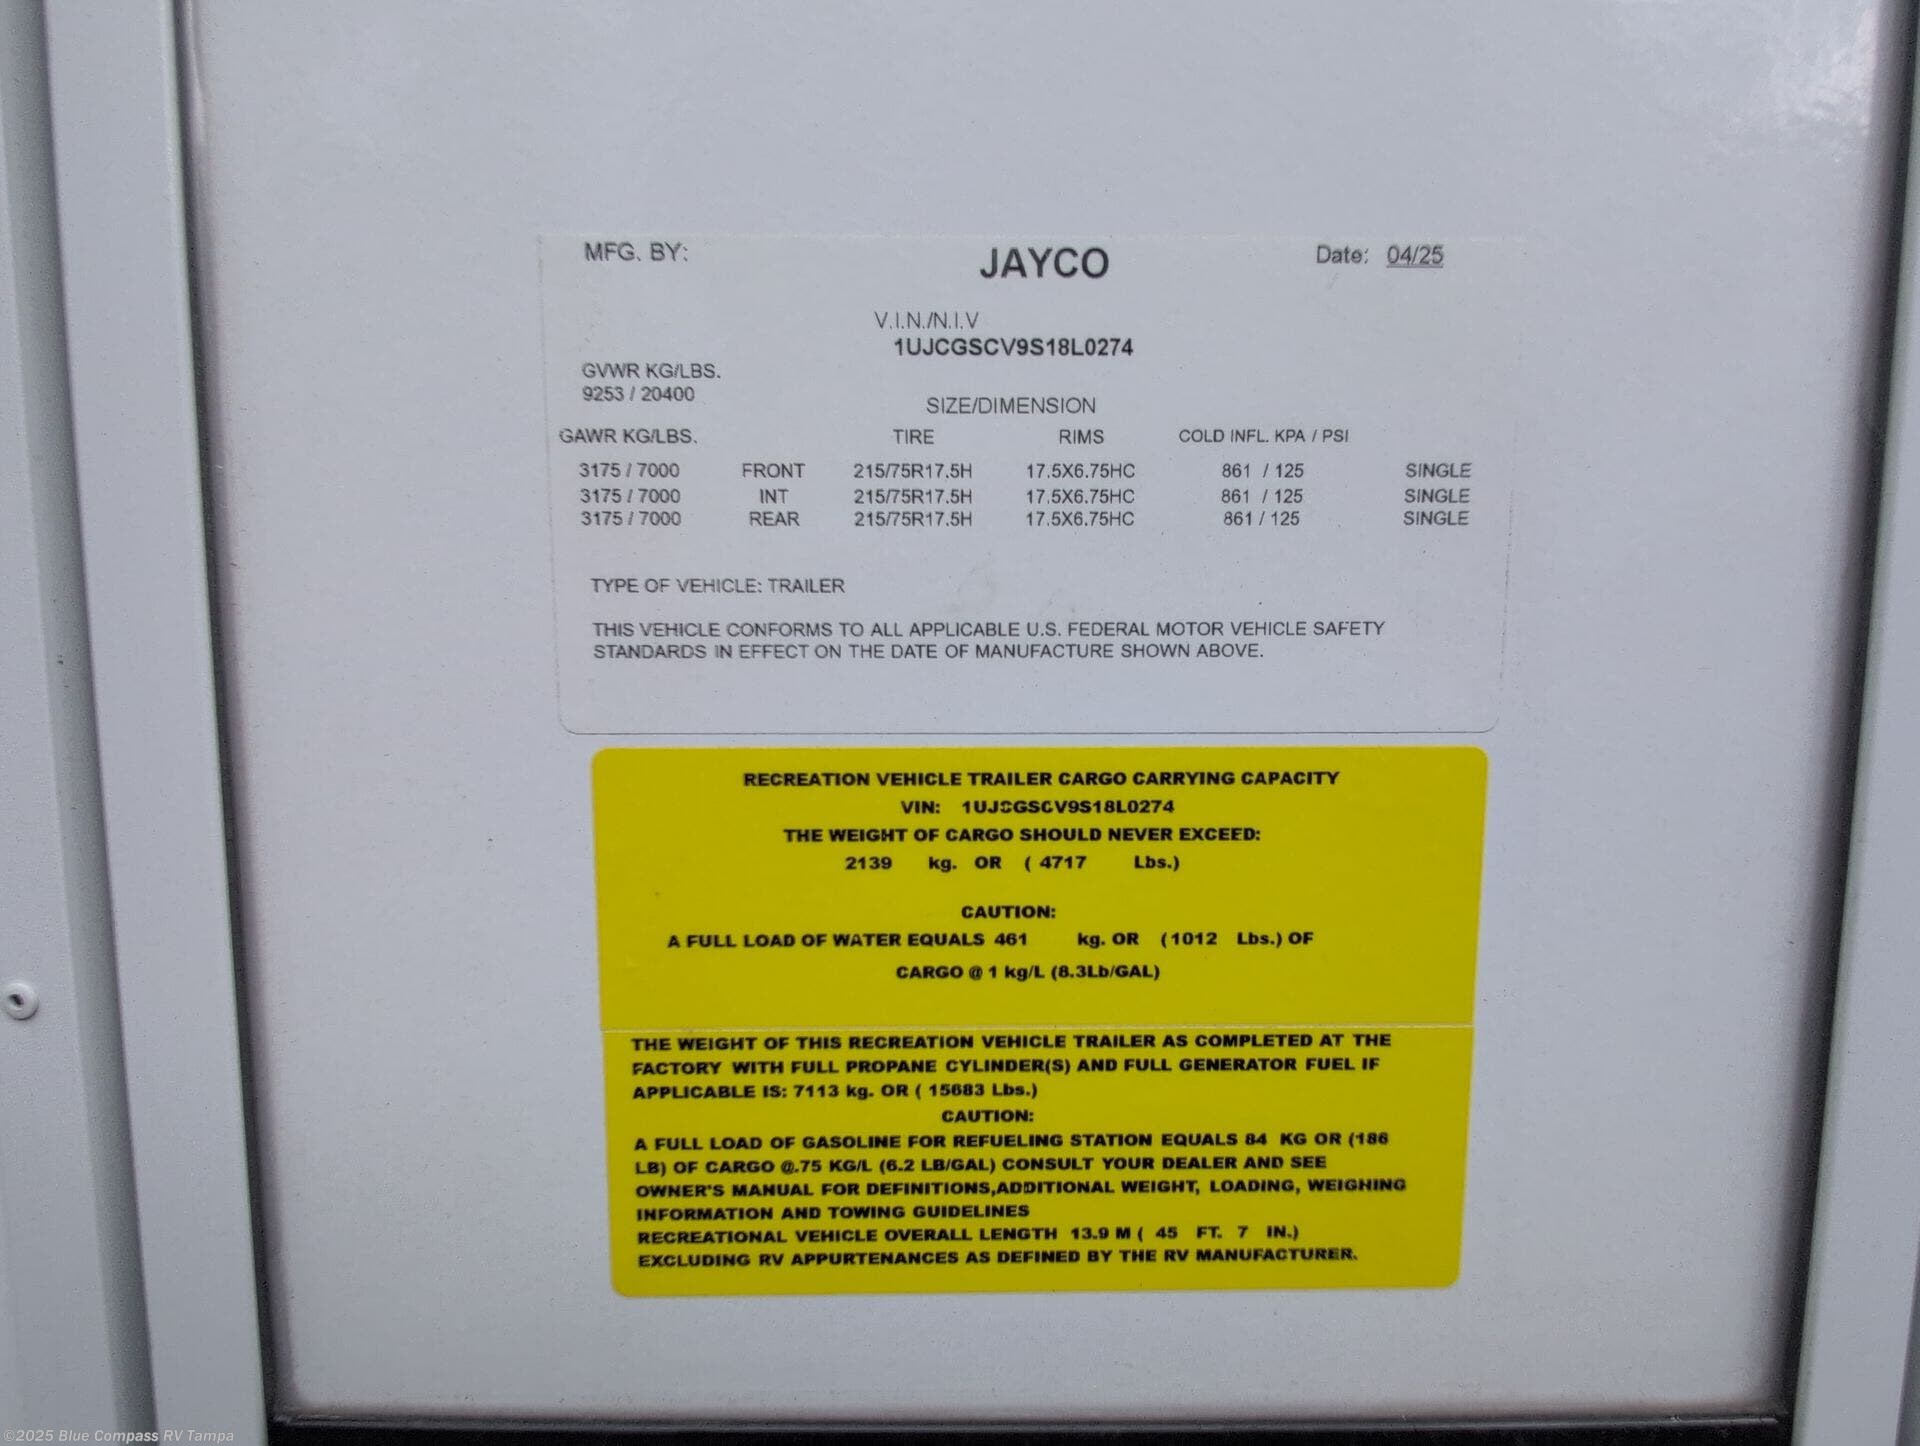 MFG. BY: JAYCO Date: 04/25
V.I.N./N.I.V
1UJCGSCV9S18L0274
GVWR KG/LBS.
9253 / 20400
SIZE/DIMENSION
GAWR KG/LBS. TIRE RIMS COLD INFL. KPA / PSI
3175 / 7000 FRONT 215/75R17.5H 17.5X6.75HC 861 / 125 SINGLE
3175 / 7000 INT 215/75R17.5H 17.5X6.75HC 861 / 125 SINGLE
3175 / 7000 REAR 215/75R17.5H 17.5X6.75HC 861 / 125 SINGLE
TYPE OF VEHICLE: TRAILER
THIS VEHICLE CONFORMS TO ALL APPLICABLE U.S. FEDERAL MOTOR VEHICLE SAFETY
STANDARDS IN EFFECT ON THE DATE OF MANUFACTURE SHOWN ABOVE.
RECREATION VEHICLE TRAILER CARGO CARRYING CAPACITY
VIN: 1UJCGSCV9S18L0274
THE WEIGHT OF CARGO SHOULD NEVER EXCEED:
2139 kg. OR ( 4717 Lbs.)
CAUTION:
A FULL LOAD OF WATER EQUALS 461 kg. OR (1012 Lbs.) OF
CARGO @ 1 kg/L (8.3Lb/GAL)
THE WEIGHT OF THIS RECREATION VEHICLE TRAILER AS COMPLETED AT THE
FACTORY WITH FULL PROPANE CYLINDER(S) AND FULL GENERATOR FUEL IF
APPLICABLE IS: 7113 kg. OR ( 15683 Lbs.)
CAUTION:
A FULL LOAD OF GASOLINE FOR REFUELING STATION EQUALS 84 KG OR (186
LB) OF CARGO @.75 KG/L (6.2 LB/GAL) CONSULT YOUR DEALER AND SEE
OWNER'S MANUAL FOR DEFINITIONS,ADDITIONAL WEIGHT, LOADING, WEIGHING
INFORMATION AND TOWING GUIDELINES
RECREATIONAL VEHICLE OVERALL LENGTH 13.9 M ( 45 FT. 7 IN.)
EXCLUDING RV APPURTENANCES AS DEFINED BY THE RV MANUFACTURER.
©2025 Blue Compass RV Tampa